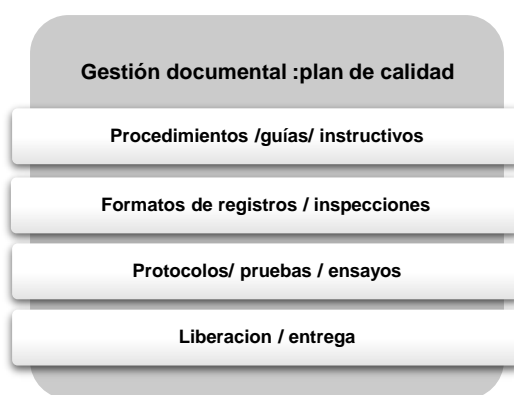 Gestión documental :plan de calidad
Procedimientos /guías/ instructivos
Formatos de registros / inspecciones
Protocolos/ pruebas / ensayos
Liberacion / entrega